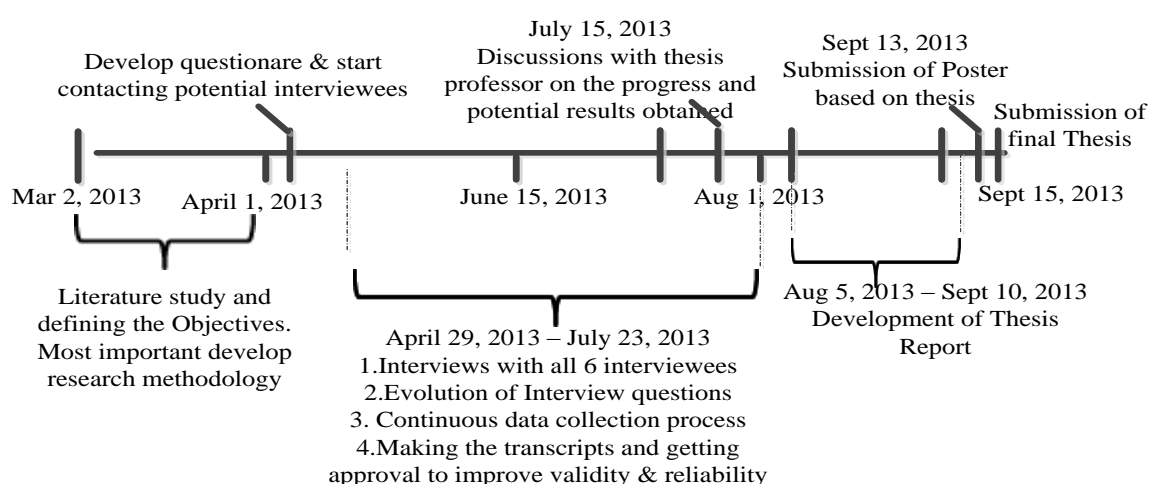 July 15, 2013
Discussions with thesis
professor on the progress and
potential results obtained
Sept 13, 2013
Submission of Poster
based on thesis
Develop questionare & start
contacting potential interviewees
Submission of
final Thesis
Mar 2, 2013
April 1, 2013
June 15, 2013
Aug 1, 2013
Sept 15, 2013
Literature study and
defining the Objectives.
Most important develop
research methodology
April 29, 2013 – July 23, 2013
1.Interviews with all 6 interviewees
2.Evolution of Interview questions
3. Continuous data collection process
4.Making the transcripts and getting
approval to improve validity & reliability
Aug 5, 2013 – Sept 10, 2013
Development of Thesis
Report